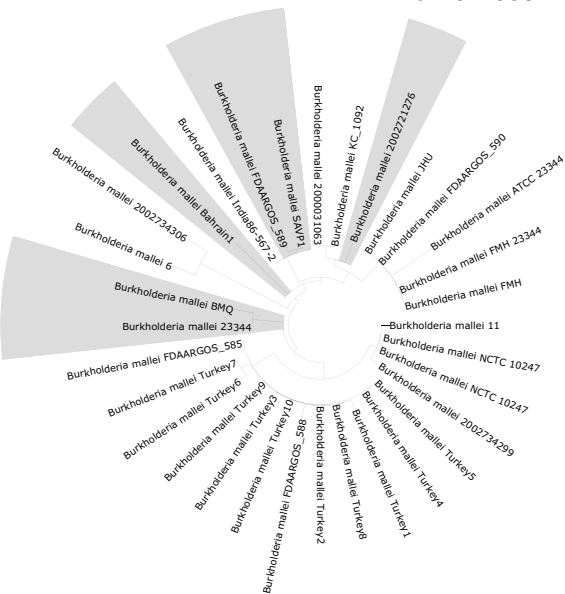 Burkholderia mallei 2000031063
Burkholderia mallei KC_1092
Burkholderia mallei 2002721276
Burkholderia mallei JHU
Burkholderia mallei FDAARGOS_590
Burkholderia mallei ATCC 23344
Burkholderia mallei FMH 23344
Burkholderia mallei FMH
Burkholderia mallei 11
Burkholderia mallei NCTC 10247
Burkholderia mallei NCTC 10247
Burkholderia mallei 2002734299
Burkholderia mallei Turkey5
Burkholderia mallei Turkey4
Burkholderia mallei Turkey1
Burkholderia mallei Turkey8
Burkholderia mallei Turkey2
Burkholderia mallei FDAARGOS_588
Burkholderia mallei Turkey10
Burkholderia mallei Turkey3
Burkholderia mallei Turkey9
Burkholderia mallei Turkey6
Burkholderia mallei Turkey7
Burkholderia mallei FDAARGOS_585
Burkholderia mallei 23344
Burkholderia mallei BMQ
Burkholderia mallei 6
Burkholderia mallei 2002734306
Burkholderia mallei Bahrain1
Burkholderia mallei India86-567-2
Burkholderia mallei FDAARGOS_589
Burkholderia mallei SAVP1